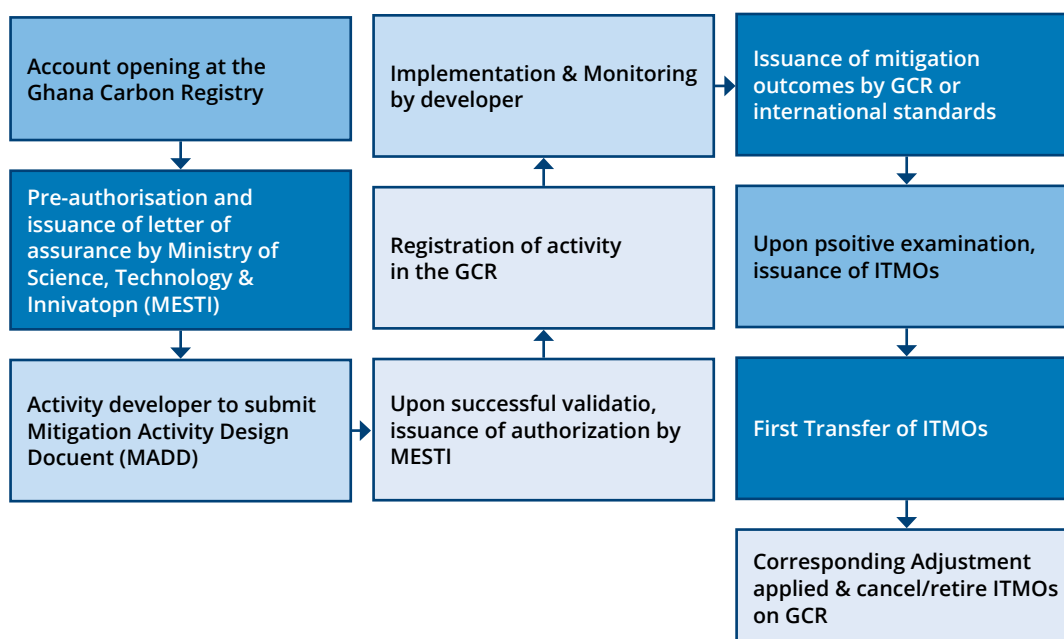 Account opening at the
Ghana Carbon Registry
Pre-authorisation and
issuance of letter of
assurance by Ministry of
Science, Technology &
Innivatopn (MESTI)
Activity developer to submit
Mitigation Activity Design
Docuent (MADD)
Upon successful validatio,
issuance of authorization by
MESTI
Registration of activity
in the GCR
Implementation & Monitoring
by developer
Issuance of mitigation
outcomes by GCR or
international standards
Upon psoitive examination,
issuance of ITMOs
First Transfer of ITMOs
Corresponding Adjustment
applied & cancel/retire ITMOs
on GCR